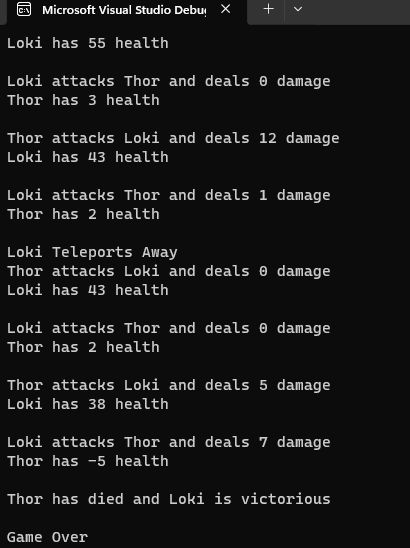 Microsoft Visual Studio Debu
Loki has 55 health
Loki attacks Thor and deals 0 damage
Thor has 3 health
Thor attacks Loki and deals 12 damage
Loki has 43 health
Loki attacks Thor and deals 1 damage
Thor has 2 health
Loki Teleports Away
Thor attacks Loki and deals 0 damage
Loki has 43 health
Loki attacks Thor and deals 0 damage
Thor has 2 health
Thor attacks Loki and deals 5 damage
Loki has 38 health
Loki attacks Thor and deals 7 damage
Thor has -5 health
Thor has died and Loki is victorious
Game Over